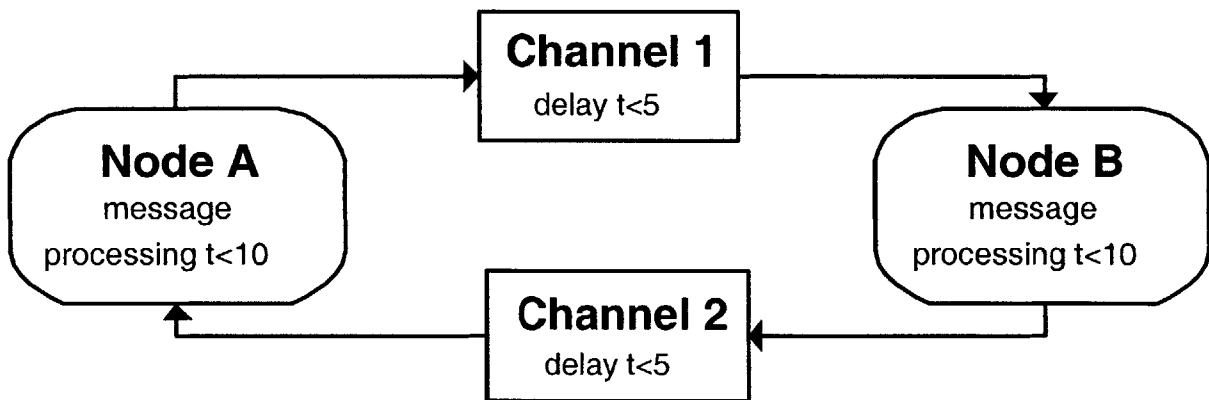 Channel 1
delay t<5
Node A
message
processing t<10
Node B
message
processing t<10
Channel 2
delay t<5